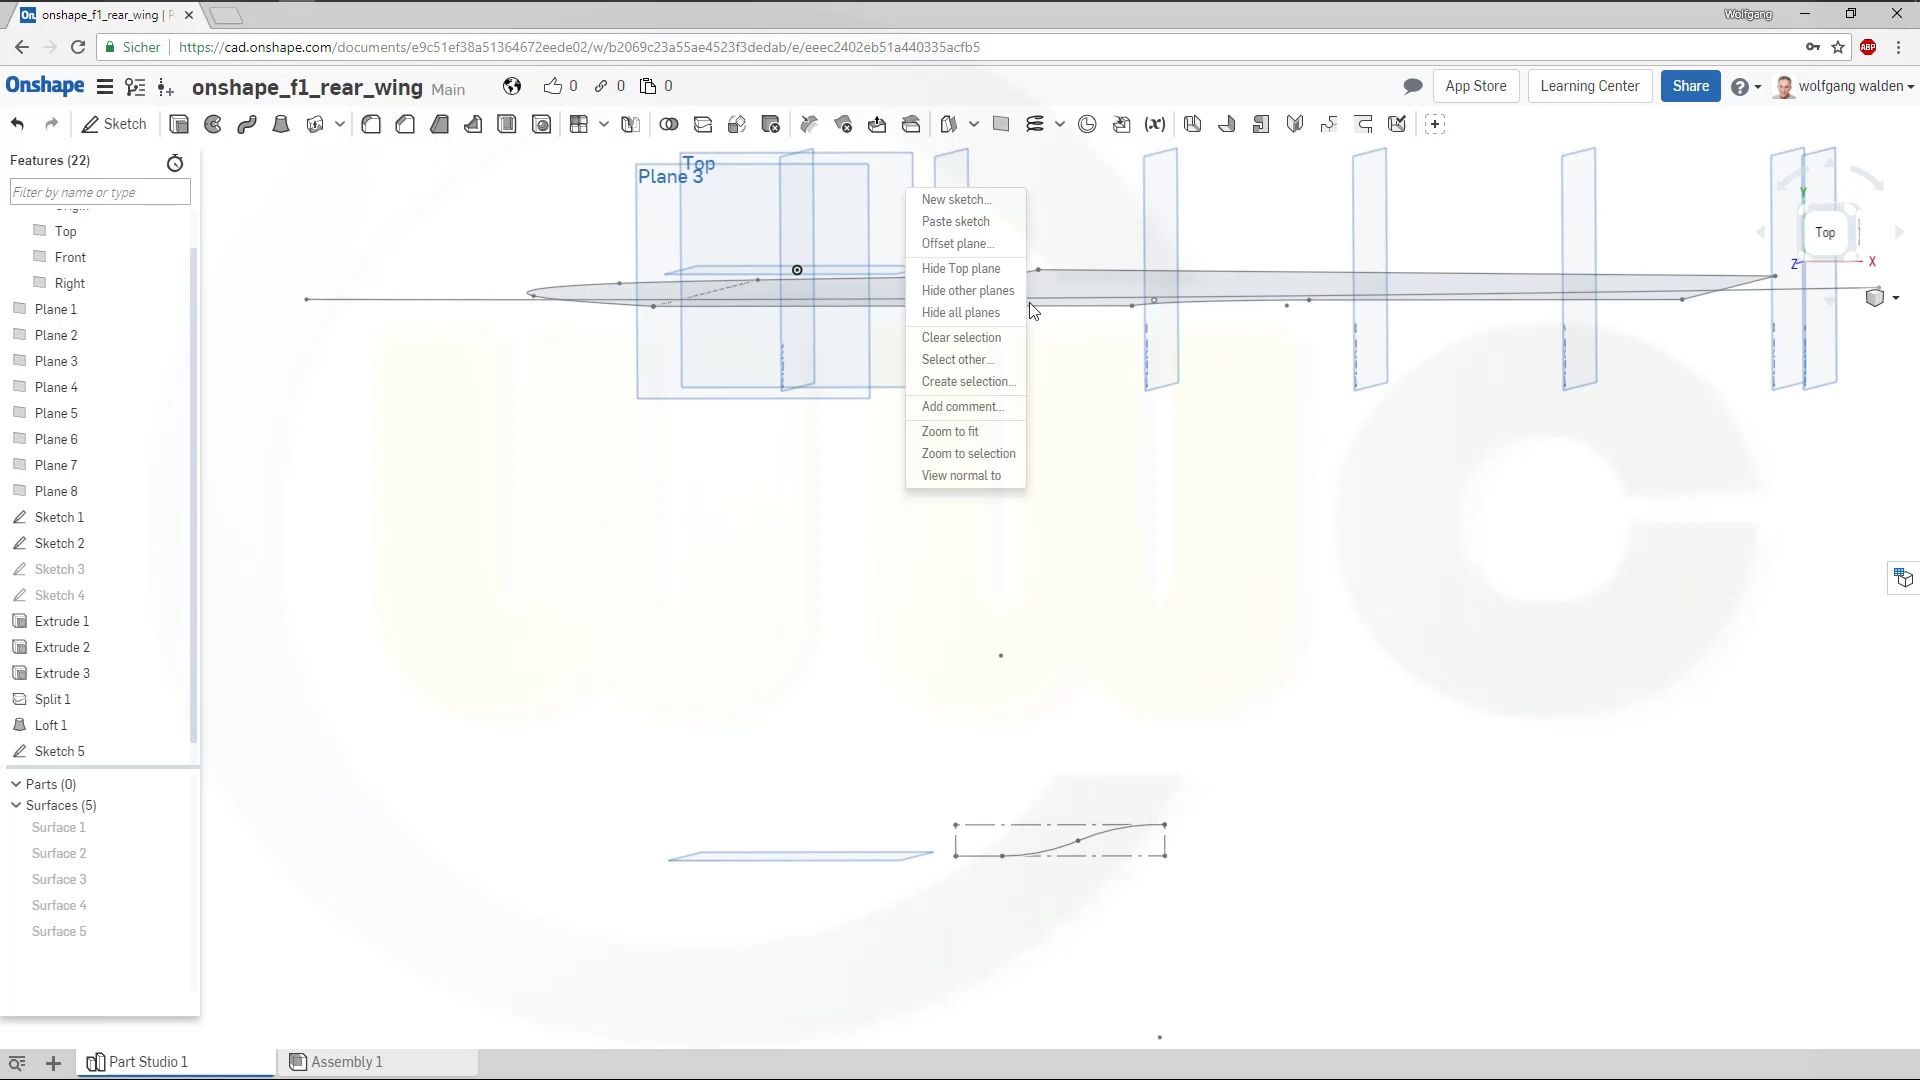 onshape_f1_rear_wing | P
Wolfgang
Sicher
https://cad.onshape.com/documents/e9c51ef38a51364672eede02/w/b2069c23a55ae4523f3dedab/e/eeec2402eb51a440335acfb5
ABP
Onshape
onshape_f1_rear_wing Main
0
0
0
App Store
Learning Center
Share
wolfgang walden
Sketch
(x)
Features (22)
Filter by name or type
Top
Front
Right
Plane 1
Plane 2
Plane 3
Plane 4
Plane 5
Plane 6
Plane 7
Plane 8
Sketch 1
Sketch 2
Sketch 3
Sketch 4
Extrude 1
Extrude 2
Extrude 3
Split 1
Loft 1
Sketch 5
Parts (0)
Surfaces (5)
Surface 1
Surface 2
Surface 3
Surface 4
Surface 5
Top
Plane 3
New sketch...
Paste sketch
Offset plane...
Hide Top plane
Hide other planes
Hide all planes
Clear selection
Select other...
Create selection...
Add comment...
Zoom to fit
Zoom to selection
View normal to
Y
Top
Z
X
Part Studio 1
Assembly 1